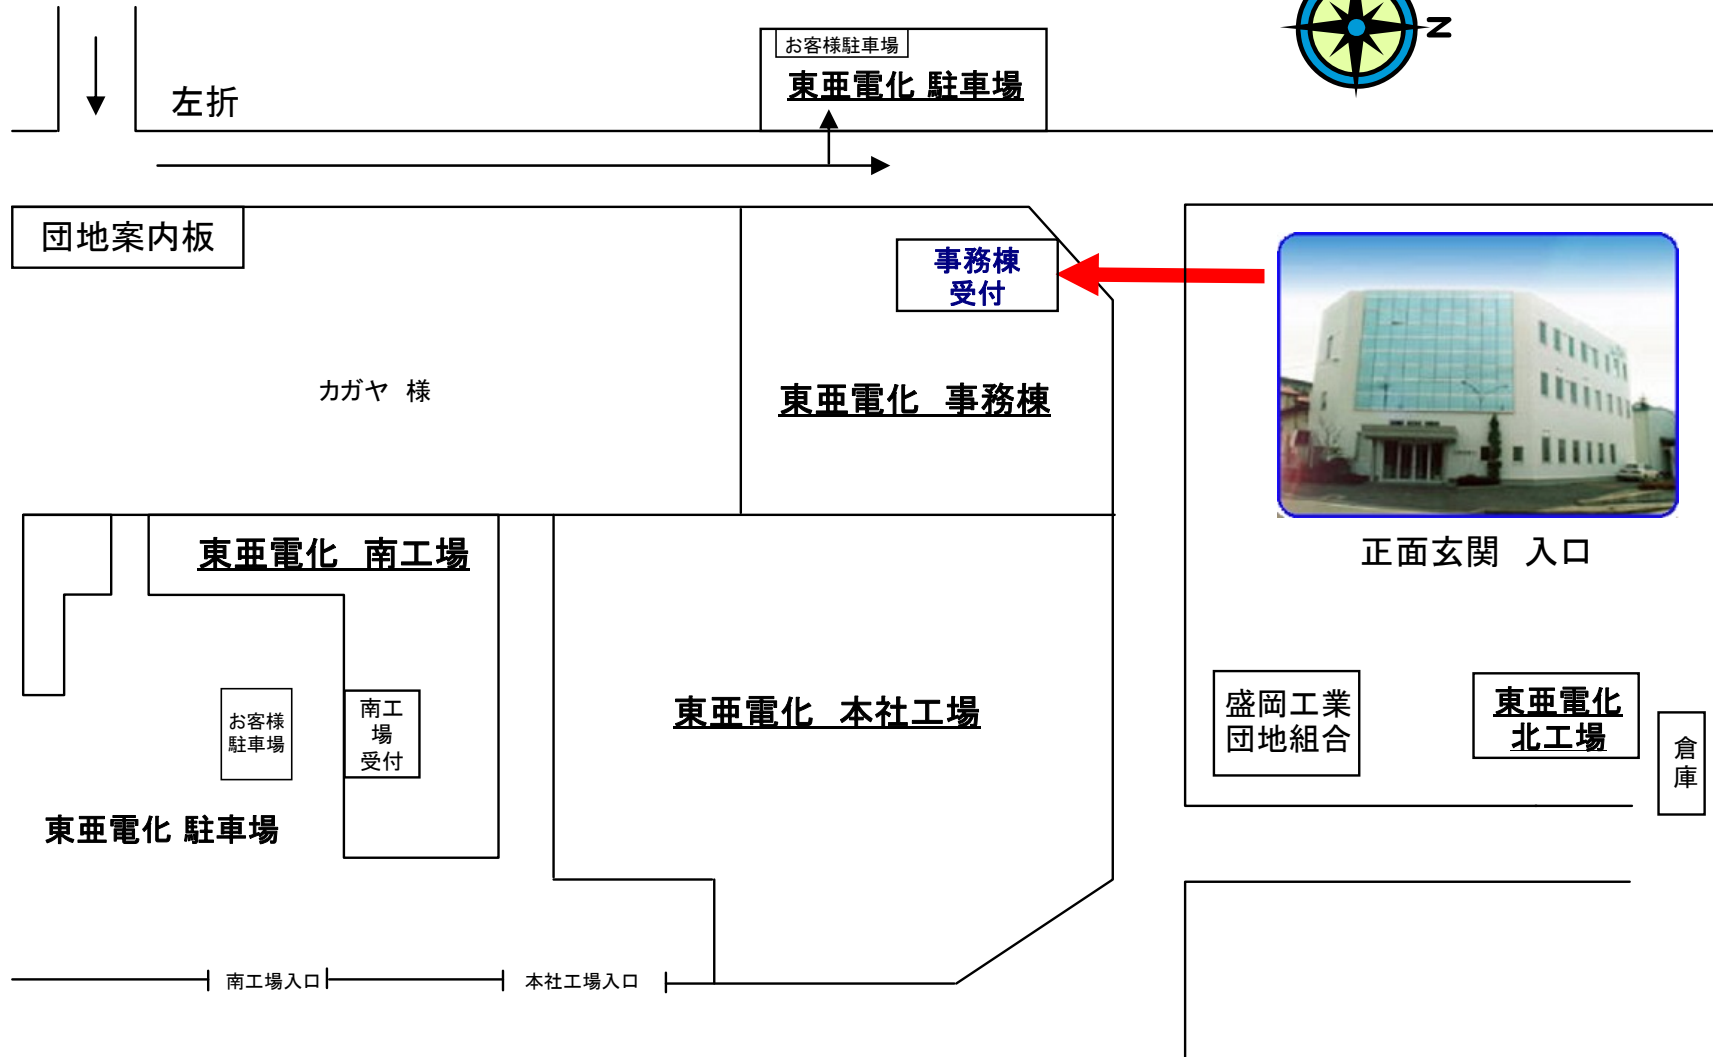 お客様駐車場
東亜電化 駐車場
N
左折
団地案内板
事務棟
受付
カガヤ 様
東亜電化 事務棟
正面玄関 入口
東亜電化 南工場
お客様
駐車場
南工
場
受付
東亜電化 本社工場
盛岡工業
団地組合
東亜電化
北工場
倉
庫
東亜電化 駐車場
南工場入口
本社工場入口